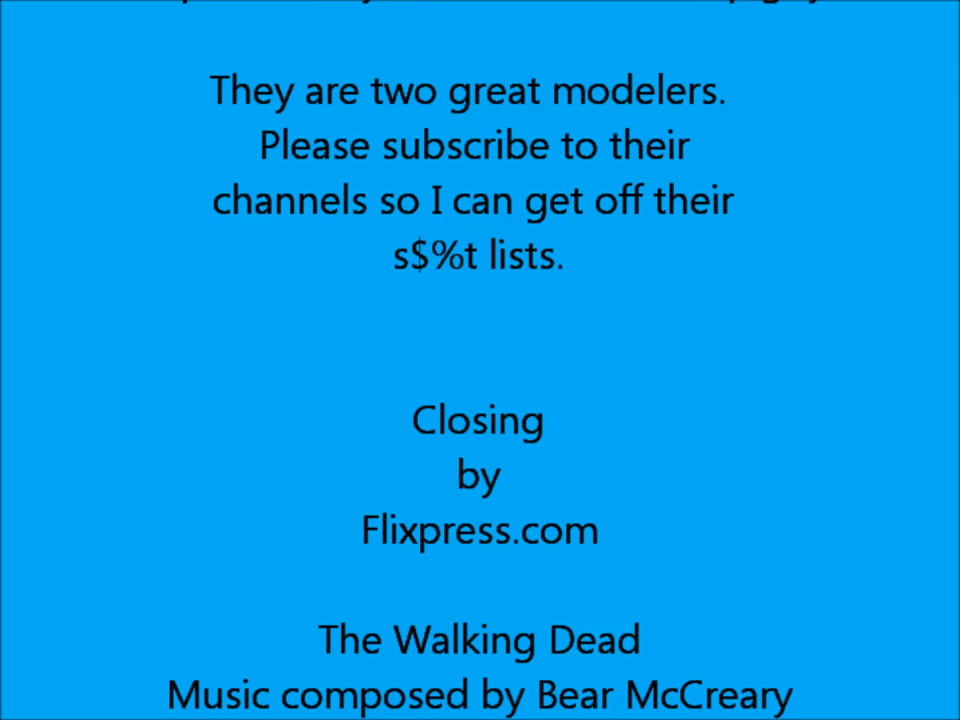 They are two great modelers.
Please subscribe to their
channels so I can get off their
s$%t lists.
Closing
by
Flixpress.com
The Walking Dead
Music composed by Bear McCreary